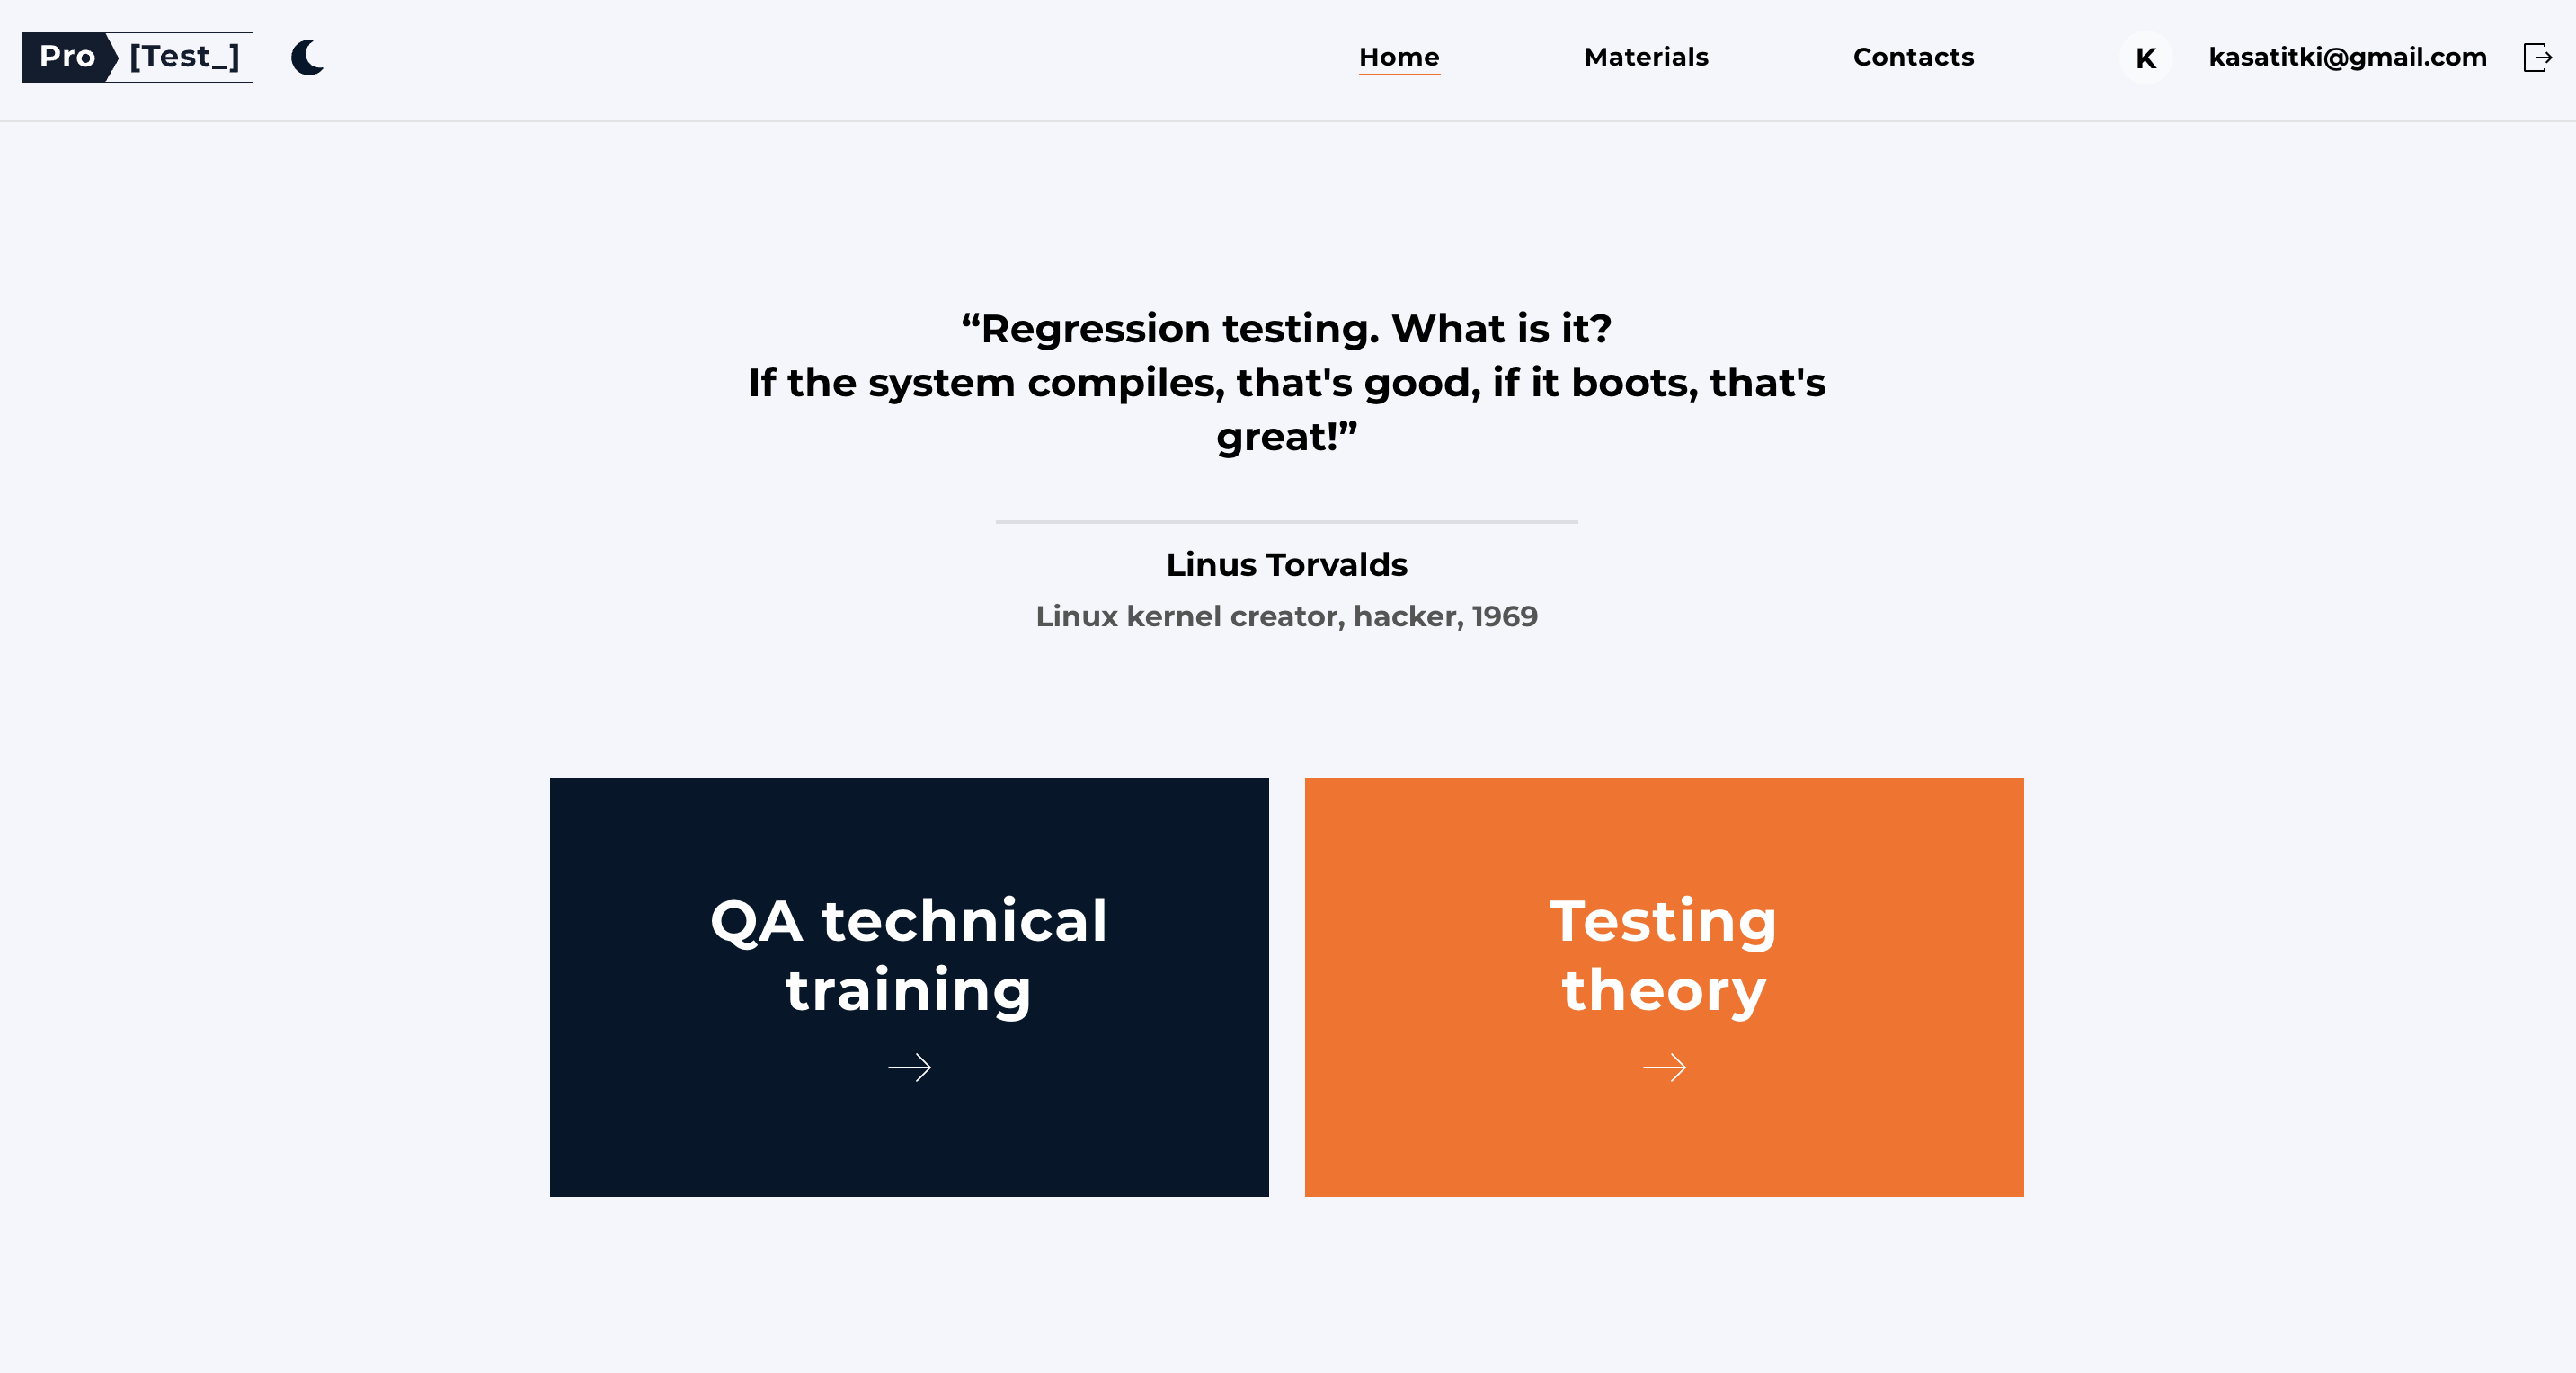 Pro [Test_]
Home Materials Contacts K kasatitki@gmail.com
“Regression testing. What is it?
If the system compiles, that's good, if it boots, that's
great!”
Linus Torvalds
Linux kernel creator, hacker, 1969
QA technical
training
Testing
theory